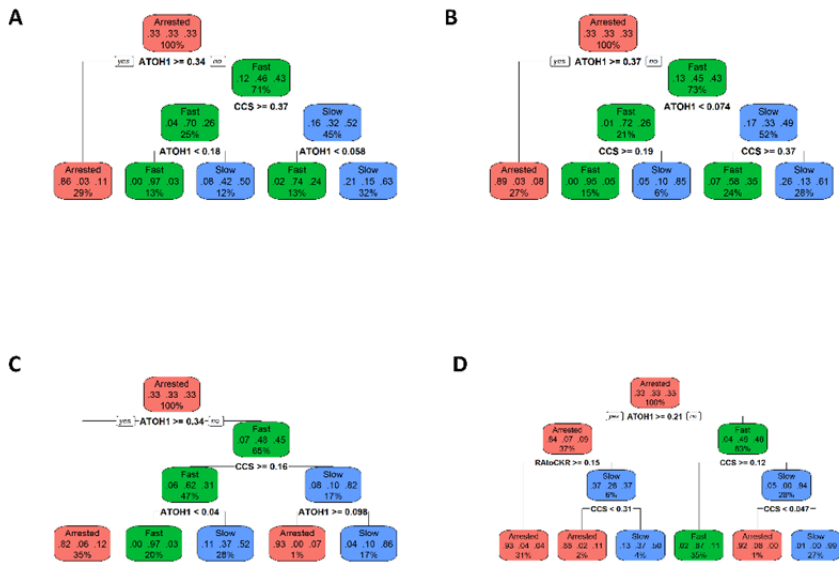 A
Arrested
.33 .33 .33
100%
yes ATOH1 >= 0.34 no
Fast
.12 .46 .43
71%
CCS >= 0.37
Fast
.04 .70 .26
25%
Slow
.16 .32 .52
45%
ATOH1 < 0.18
ATOH1 < 0.058
Arrested
.86 .03 .11
29%
Fast
.00 .97 .03
13%
Slow
.08 .42 .50
12%
Fast
.02 .74 .24
13%
Slow
.21 .15 .63
32%
B
Arrested
.33 .33 .33
100%
yes ATOH1 >= 0.37 no
Fast
.13 .45 .43
73%
ATOH1 < 0.074
Fast
.01 .72 .26
21%
Slow
.17 .33 .49
52%
CCS >= 0.19
CCS >= 0.37
Arrested
.89 .03 .08
27%
Fast
.00 .95 .05
15%
Slow
.05 .10 .85
6%
Fast
.07 .58 .35
24%
Slow
.26 .13 .61
28%
C
Arrested
.33 .33 .33
100%
yes ATOH1 >= 0.34 no
Fast
.07 .48 .45
65%
CCS >= 0.16
Fast
.06 .62 .31
47%
Slow
.08 .10 .82
17%
ATOH1 < 0.04
ATOH1 >= 0.098
Arrested
.82 .06 .12
35%
Fast
.00 .97 .03
20%
Slow
.11 .37 .52
28%
Arrested
.93 .00 .07
1%
Slow
.04 .10 .86
17%
D
Arrested
.33 .33 .33
100%
yes ATOH1 >= 0.21 no
Arrested
.84 .07 .09
37%
Fast
.04 .48 .48
63%
RAtoCKR >= 0.15
CCS >= 0.12
Slow
.37 .26 .37
6%
Slow
.05 .00 .94
28%
CCS < 0.31
CCS < 0.047
Arrested
.93 .04 .04
31%
Arrested
.02 .11
2%
Slow
.13 .37 .50
4%
Fast
.02 .87 .11
35%
Arrested
.92 .08 .00
1%
Slow
.01 .00 .99
27%